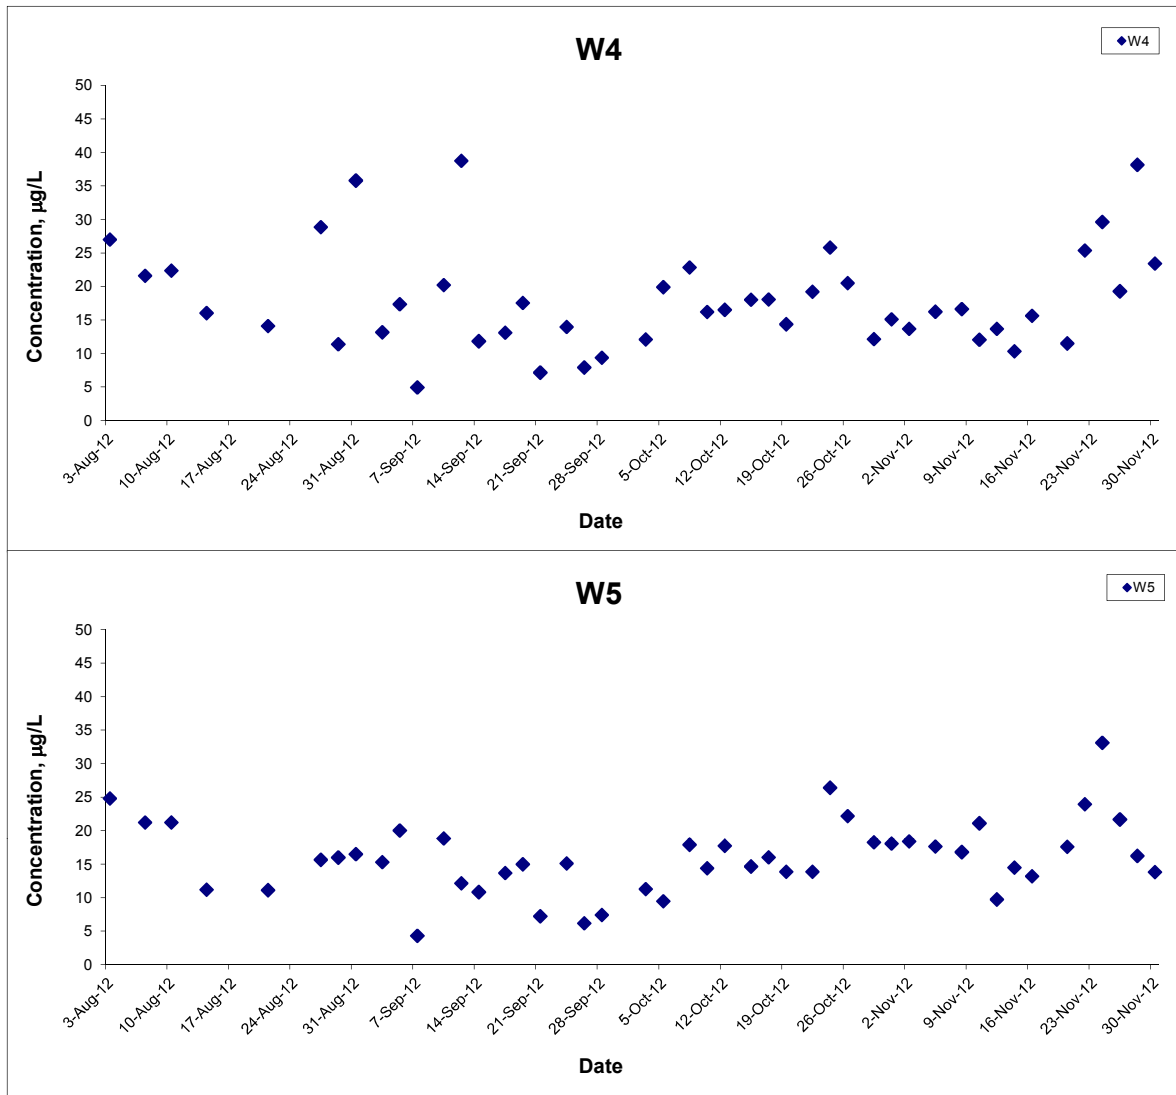 W4
W4
50
45
40
35
30
25
20
15
10
5
0
Concentration, µg/L
3-Aug-12
10-Aug-12
17-Aug-12
24-Aug-12
31-Aug-12
7-Sep-12
14-Sep-12
21-Sep-12
28-Sep-12
5-Oct-12
12-Oct-12
19-Oct-12
26-Oct-12
2-Nov-12
9-Nov-12
16-Nov-12
23-Nov-12
30-Nov-12
Date
W5
W5
50
45
40
35
30
25
20
15
10
5
0
Concentration, µg/L
3-Aug-12
10-Aug-12
17-Aug-12
24-Aug-12
31-Aug-12
7-Sep-12
14-Sep-12
21-Sep-12
28-Sep-12
5-Oct-12
12-Oct-12
19-Oct-12
26-Oct-12
2-Nov-12
9-Nov-12
16-Nov-12
23-Nov-12
30-Nov-12
Date